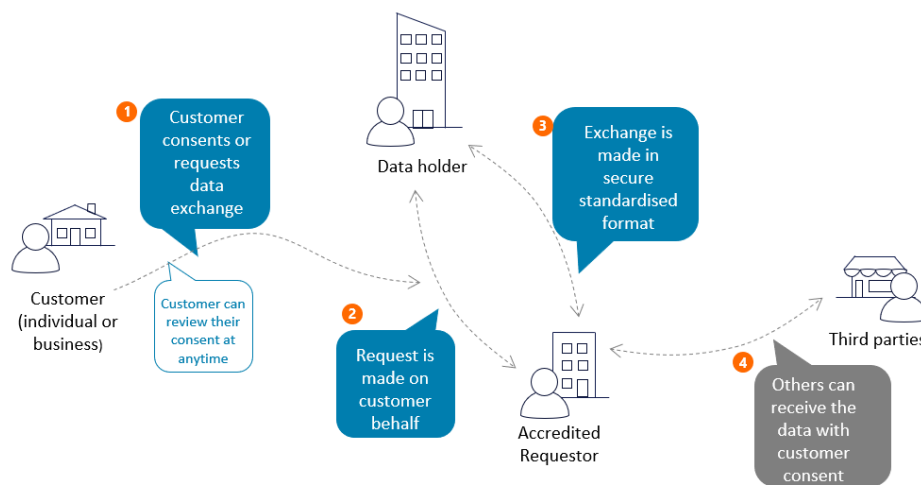 1
Customer
consents or
requests
data
exchange
Data holder
3
Exchange is
made in
secure
standardised
format
Customer
(individual or
business)
Customer can
review their
consent at
anytime
2
Request is
made on
customer
behalf
Accredited
Requestor
Third parties
4
Others can
receive the
data with
customer
consent